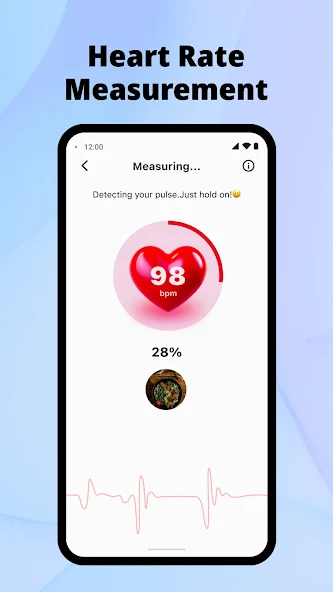 Heart Rate
Measurement
12:00
Measuring...
Detecting your pulse.Just hold on!😄
98
bpm
28%